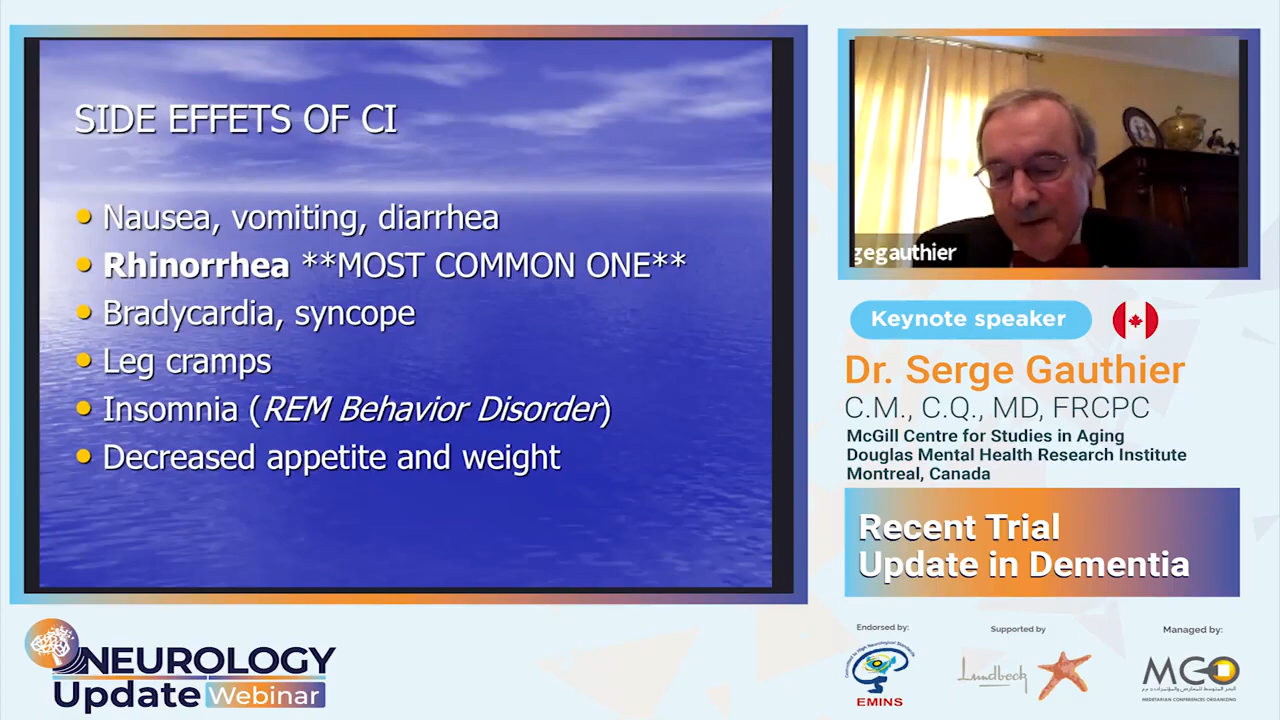 SIDE EFFETS OF CI
Nausea, vomiting, diarrhea
Rhinorrhea **MOST COMMON ONE**
Bradycardia, syncope
Leg cramps
Insomnia (REM Behavior Disorder)
Decreased appetite and weight
gegauthier
Keynote speaker
Dr. Serge Gauthier
C.M., C.Q., MD, FRCPC
McGill Centre for Studies in Aging
Douglas Mental Health Research Institute
Montreal, Canada
Recent Trial
Update in Dementia
NEUROLOGY
Update Webinar
Endorsed by:
EMINS
Supported by
Lundbeck
Managed by:
MCO
MEDETARIAN CONFERENCES ORGANIZING